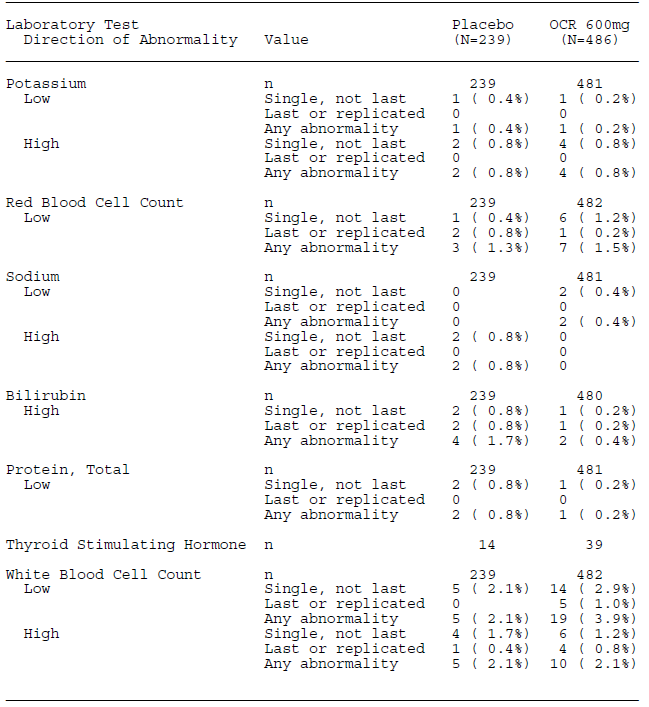 Laboratory Test                              Placebo     OCR 600mg
  Direction of Abnormality   Value           (N=239)     (N=486)
Potassium                    n                 239         481
  Low                        Single, not last  1 ( 0.4%)   1 ( 0.2%)
                             Last or replicated  0         0
                             Any abnormality   1 ( 0.4%)   1 ( 0.2%)
  High                       Single, not last  2 ( 0.8%)   4 ( 0.8%)
                             Last or replicated  0         0
                             Any abnormality   2 ( 0.8%)   4 ( 0.8%)
Red Blood Cell Count         n                 239         482
  Low                        Single, not last  1 ( 0.4%)   6 ( 1.2%)
                             Last or replicated  2 ( 0.8%)   1 ( 0.2%)
                             Any abnormality   3 ( 1.3%)   7 ( 1.5%)
Sodium                       n                 239         481
  Low                        Single, not last  0           2 ( 0.4%)
                             Last or replicated  0         0
                             Any abnormality   0           2 ( 0.4%)
  High                       Single, not last  2 ( 0.8%)   0
                             Last or replicated  0         0
                             Any abnormality   2 ( 0.8%)   0
Bilirubin                    n                 239         480
  High                       Single, not last  2 ( 0.8%)   1 ( 0.2%)
                             Last or replicated  2 ( 0.8%)   1 ( 0.2%)
                             Any abnormality   4 ( 1.7%)   2 ( 0.4%)
Protein, Total               n                 239         481
  Low                        Single, not last  2 ( 0.8%)   1 ( 0.2%)
                             Last or replicated  0         0
                             Any abnormality   2 ( 0.8%)   1 ( 0.2%)
Thyroid Stimulating Hormone  n                 14          39
White Blood Cell Count       n                 239         482
  Low                        Single, not last  5 ( 2.1%)   14 ( 2.9%)
                             Last or replicated  0         5 ( 1.0%)
                             Any abnormality   5 ( 2.1%)   19 ( 3.9%)
  High                       Single, not last  4 ( 1.7%)   6 ( 1.2%)
                             Last or replicated  1 ( 0.4%)   4 ( 0.8%)
                             Any abnormality   5 ( 2.1%)   10 ( 2.1%)